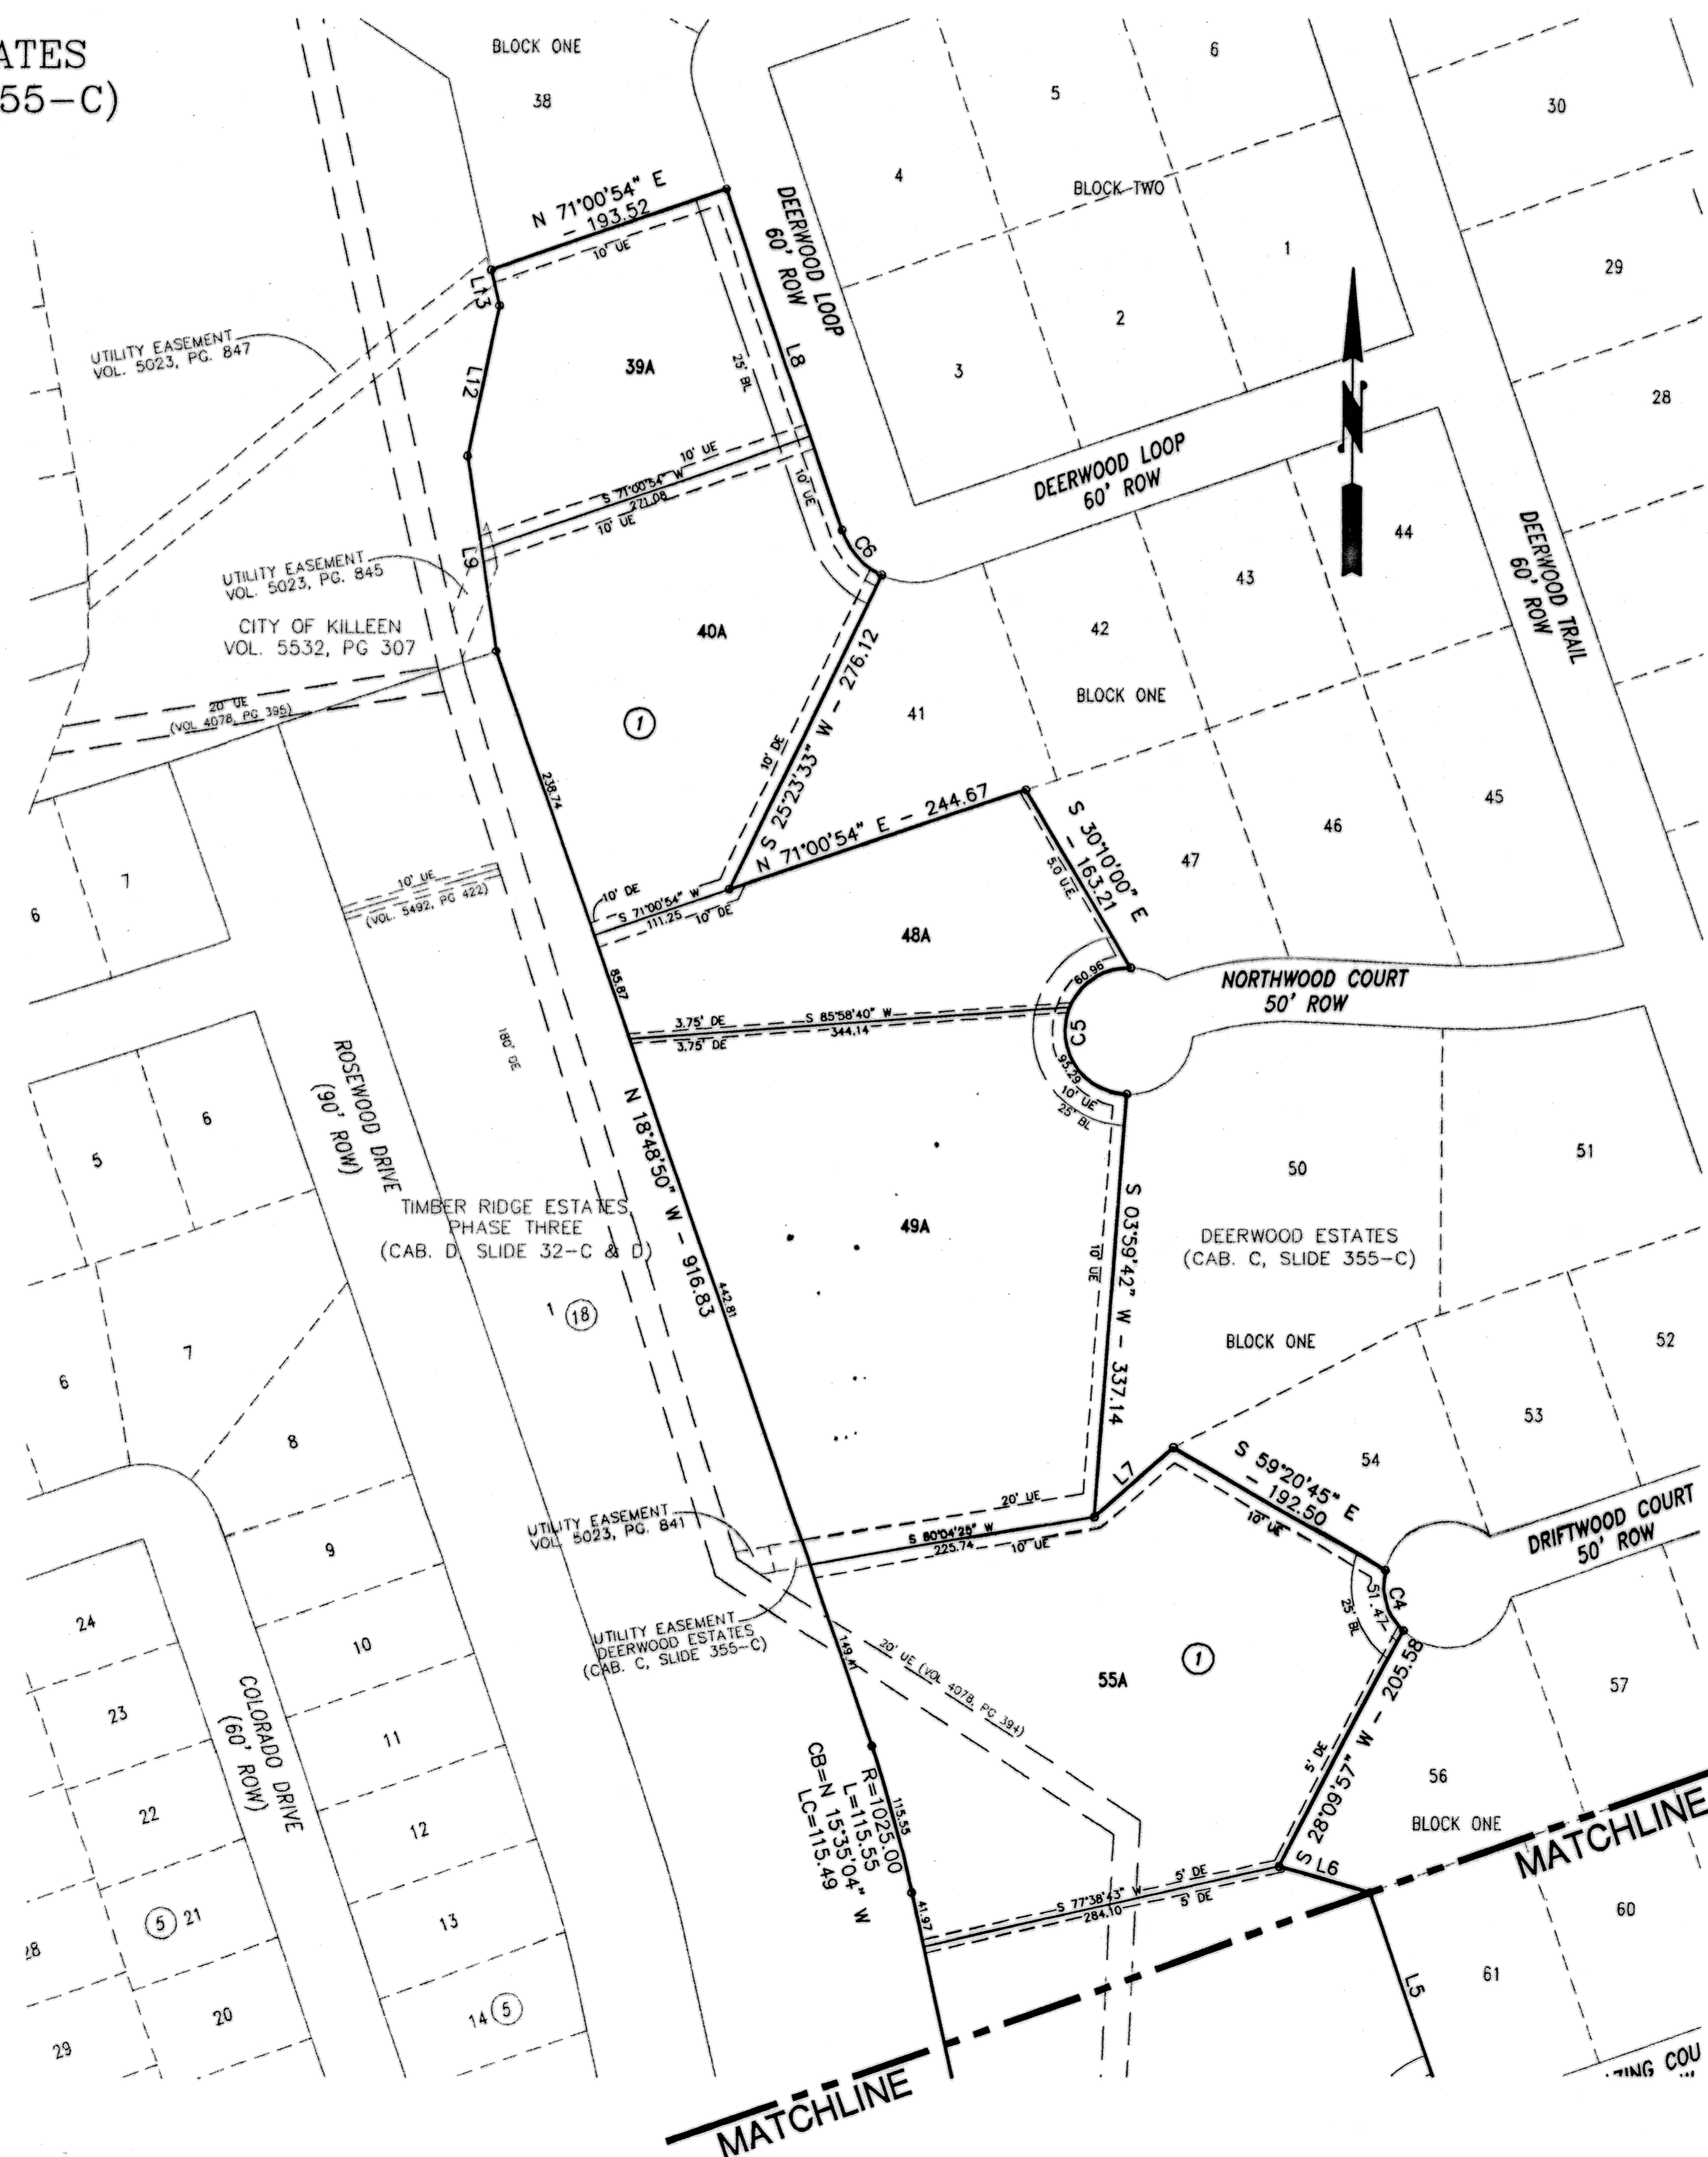 ATES
55-C)
BLOCK ONE
38
6
5
30
4
BLOCK TWO
N 71°00'54" E
- 193.52
10' UE
DEERWOOD LOOP
60' ROW
1
29
2
L13
UTILITY EASEMENT
VOL. 5023, PG. 847
39A
25' BL
L8
3
L12
28
10' UE
S 71°00'54" W
271.08
10' UE
10' UE
DEERWOOD LOOP
60' ROW
N
44
DEERWOOD TRAIL
60' ROW
C6
L9
UTILITY EASEMENT
VOL. 5023, PG. 845
43
CITY OF KILLEEN
VOL. 5532, PG 307
40A
42
20' UE
(VOL 4078, PG 395)
BLOCK ONE
41
1
10' DE
S 25°23'33" W - 276.12
238.74
45
N 71°00'54" E - 244.67
S 30°10'00" E
- 163.21
5.0 U.E
46
47
7
6
10' UE
(VOL. 5492, PG 422)
10' DE
S 71°00'54" W
111.25
10' DE
48A
60.96
NORTHWOOD COURT
50' ROW
85.87
3.75' DE
S 85°58'40" W
344.14
3.75' DE
C5
95.29
10' UE
25' BL
180' DE
ROSEWOOD DRIVE
(90' ROW)
N 18°48'50" W - 916.83
6
5
51
50
TIMBER RIDGE ESTATES
PHASE THREE
(CAB. D, SLIDE 32-C & D)
49A
S 03°59'42" W - 337.14
10' UE
DEERWOOD ESTATES
(CAB. C, SLIDE 355-C)
442.81
1
18
BLOCK ONE
52
7
6
53
8
54
S 59°20'45" E
- 192.50
10' UE
L7
UTILITY EASEMENT
VOL. 5023, PG. 841
20' UE
S 80°04'25" W
225.74
10' UE
DRIFTWOOD COURT
50' ROW
9
C4
51.47
25' BL
24
UTILITY EASEMENT
DEERWOOD ESTATES
(CAB. C, SLIDE 355-C)
10
149.41
20' UE (VOL 4078, PG 394)
55A
1
57
S 28°09'57" W - 205.58
5' DE
COLORADO DRIVE
(60' ROW)
23
11
R=1025.00
L=115.55
CB=N 15°35'04" W
LC=115.49
115.55
56
22
12
BLOCK ONE
MATCHLINE
L6
5' DE
S 77°38'43" W
284.10
5' DE
41.97
5
21
13
60
28
61
L5
20
14
5
29
ZING COU
MATCHLINE